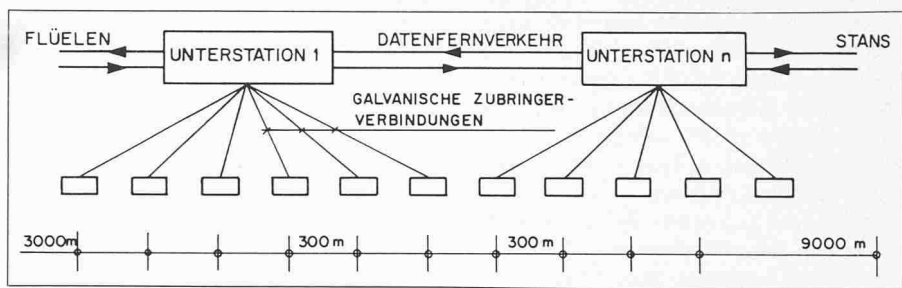 FLÜELEN
UNTERSTATION 1
DATENFERNVERKEHR
UNTERSTATION n
STANS
GALVANISCHE ZUBRINGER-
VERBINDUNGEN
3000m
300 m
300 m
9000 m